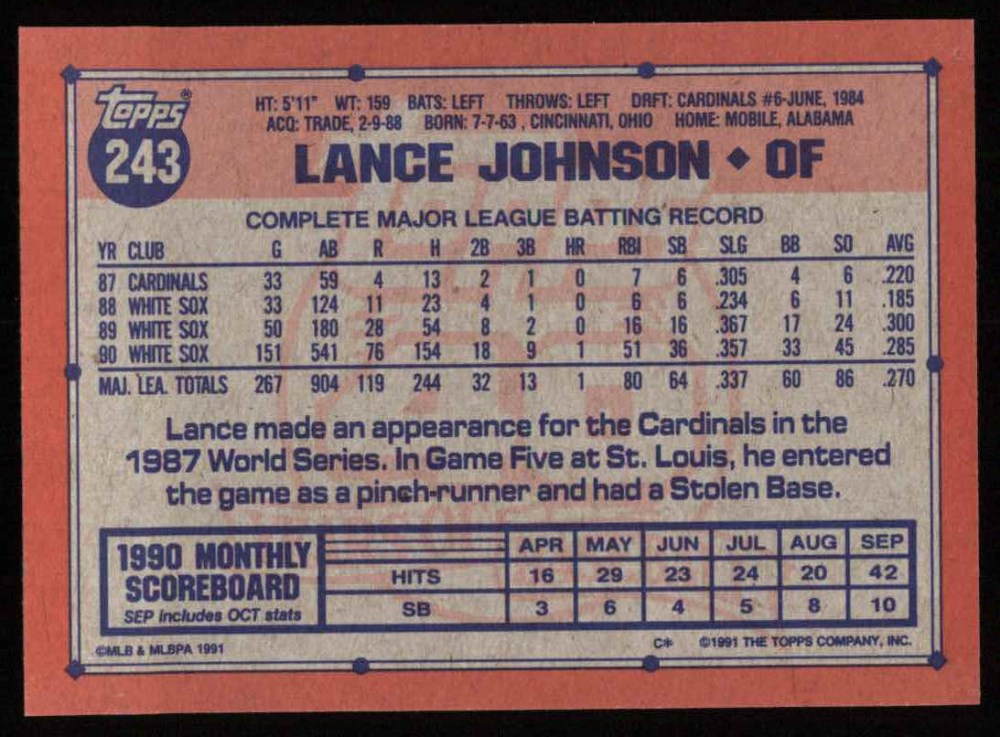 topps®
243
HT: 5'11" WT: 159 BATS: LEFT THROWS: LEFT DRFT: CARDINALS #6-JUNE, 1984
ACQ: TRADE, 2-9-88 BORN: 7-7-63 , CINCINNATI, OHIO HOME: MOBILE, ALABAMA
LANCE JOHNSON ◆ OF
COMPLETE MAJOR LEAGUE BATTING RECORD
YR CLUB G AB R H 2B 3B HR RBI SB SLG BB SO AVG
87 CARDINALS 33 59 4 13 2 1 0 7 6 .305 4 6 .220
88 WHITE SOX 33 124 11 23 4 1 0 6 6 .234 6 11 .185
89 WHITE SOX 50 180 28 54 8 2 0 16 16 .367 17 24 .300
90 WHITE SOX 151 541 76 154 18 9 1 51 36 .357 33 45 .285
MAJ. LEA. TOTALS 267 904 119 244 32 13 1 80 64 .337 60 86 .270
Lance made an appearance for the Cardinals in the
1987 World Series. In Game Five at St. Louis, he entered
the game as a pinch-runner and had a Stolen Base.
1990 MONTHLY
SCOREBOARD
SEP includes OCT stats
APR MAY JUN JUL AUG SEP
HITS 16 29 23 24 20 42
SB 3 6 4 5 8 10
©MLB & MLBPA 1991
C* ©1991 THE TOPPS COMPANY, INC.